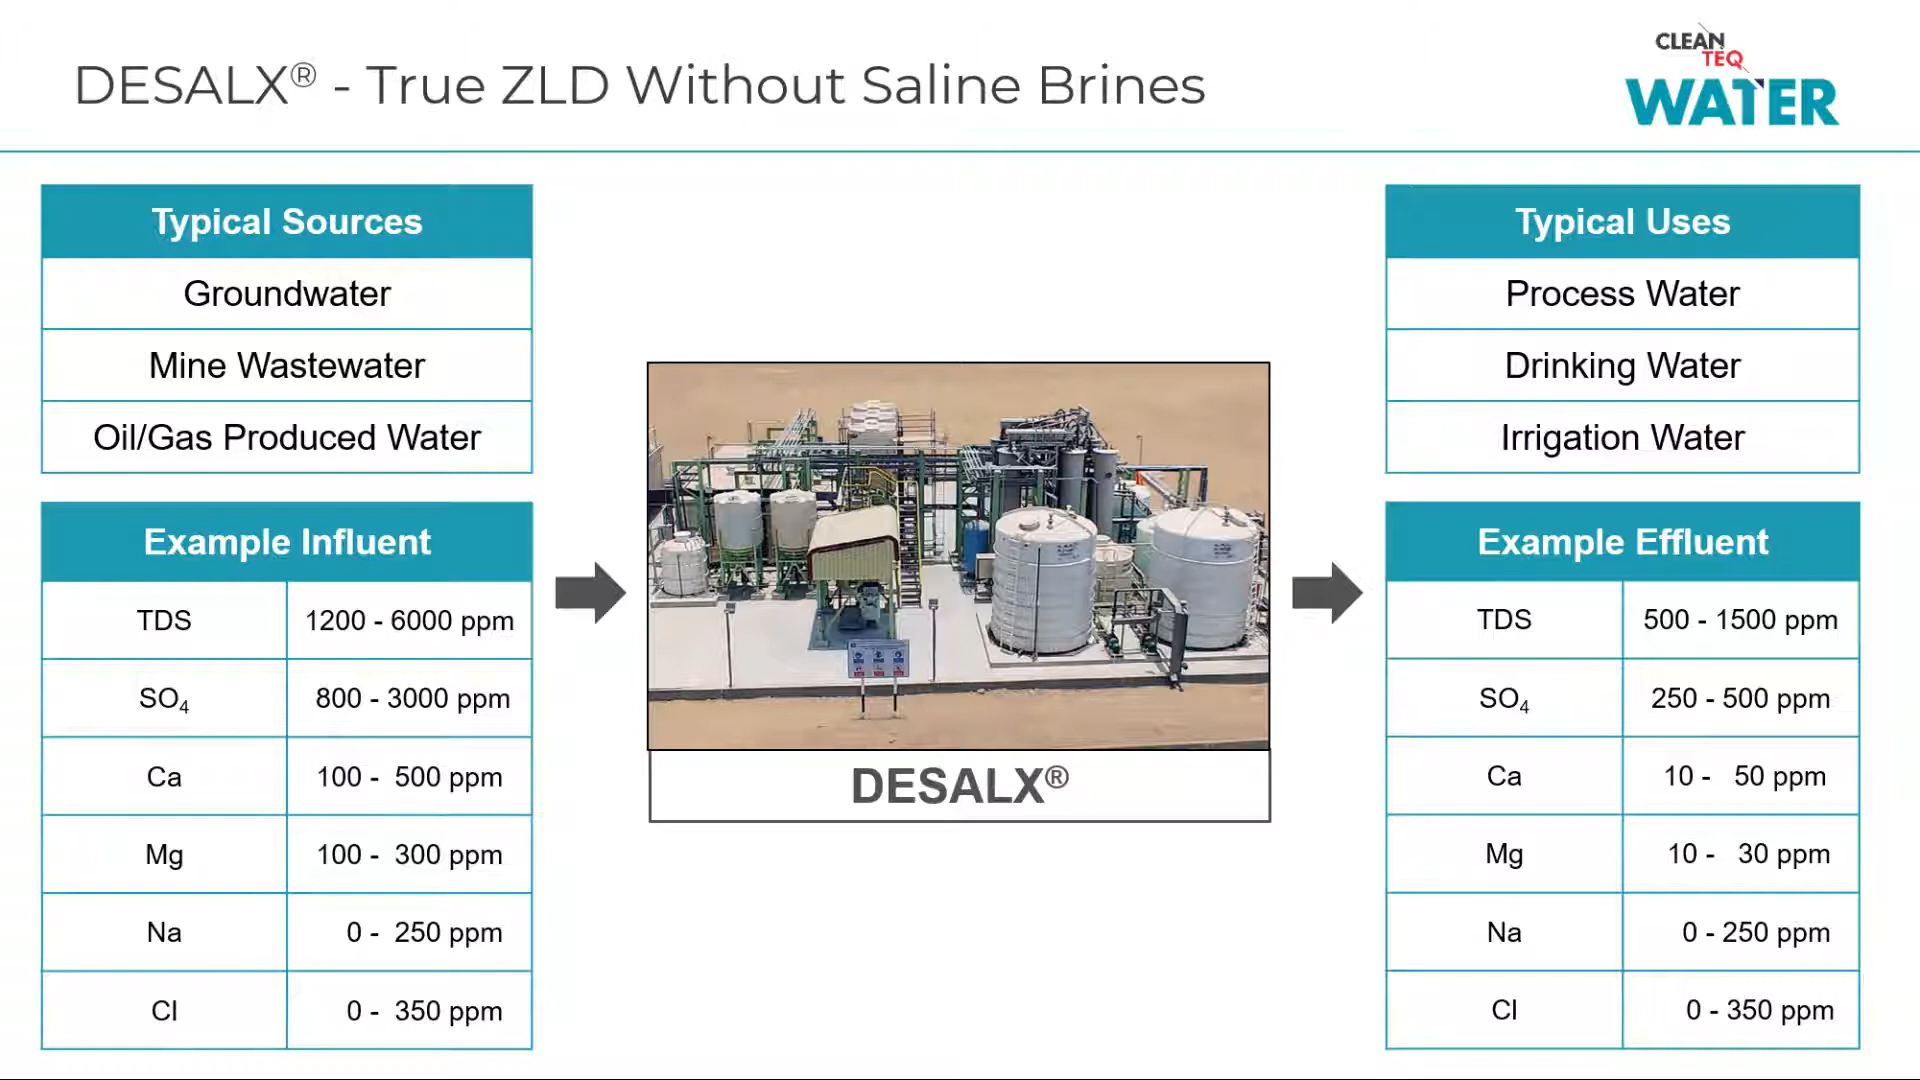 DESALX® - True ZLD Without Saline Brines
CLEAN
TEQ
WATER
Typical Sources
Groundwater
Mine Wastewater
Oil/Gas Produced Water
Example Influent
TDS 1200 - 6000 ppm
SO₄ 800 - 3000 ppm
Ca 100 - 500 ppm
Mg 100 - 300 ppm
Na 0 - 250 ppm
Cl 0 - 350 ppm
DESALX®
Typical Uses
Process Water
Drinking Water
Irrigation Water
Example Effluent
TDS 500 - 1500 ppm
SO₄ 250 - 500 ppm
Ca 10 - 50 ppm
Mg 10 - 30 ppm
Na 0 - 250 ppm
Cl 0 - 350 ppm